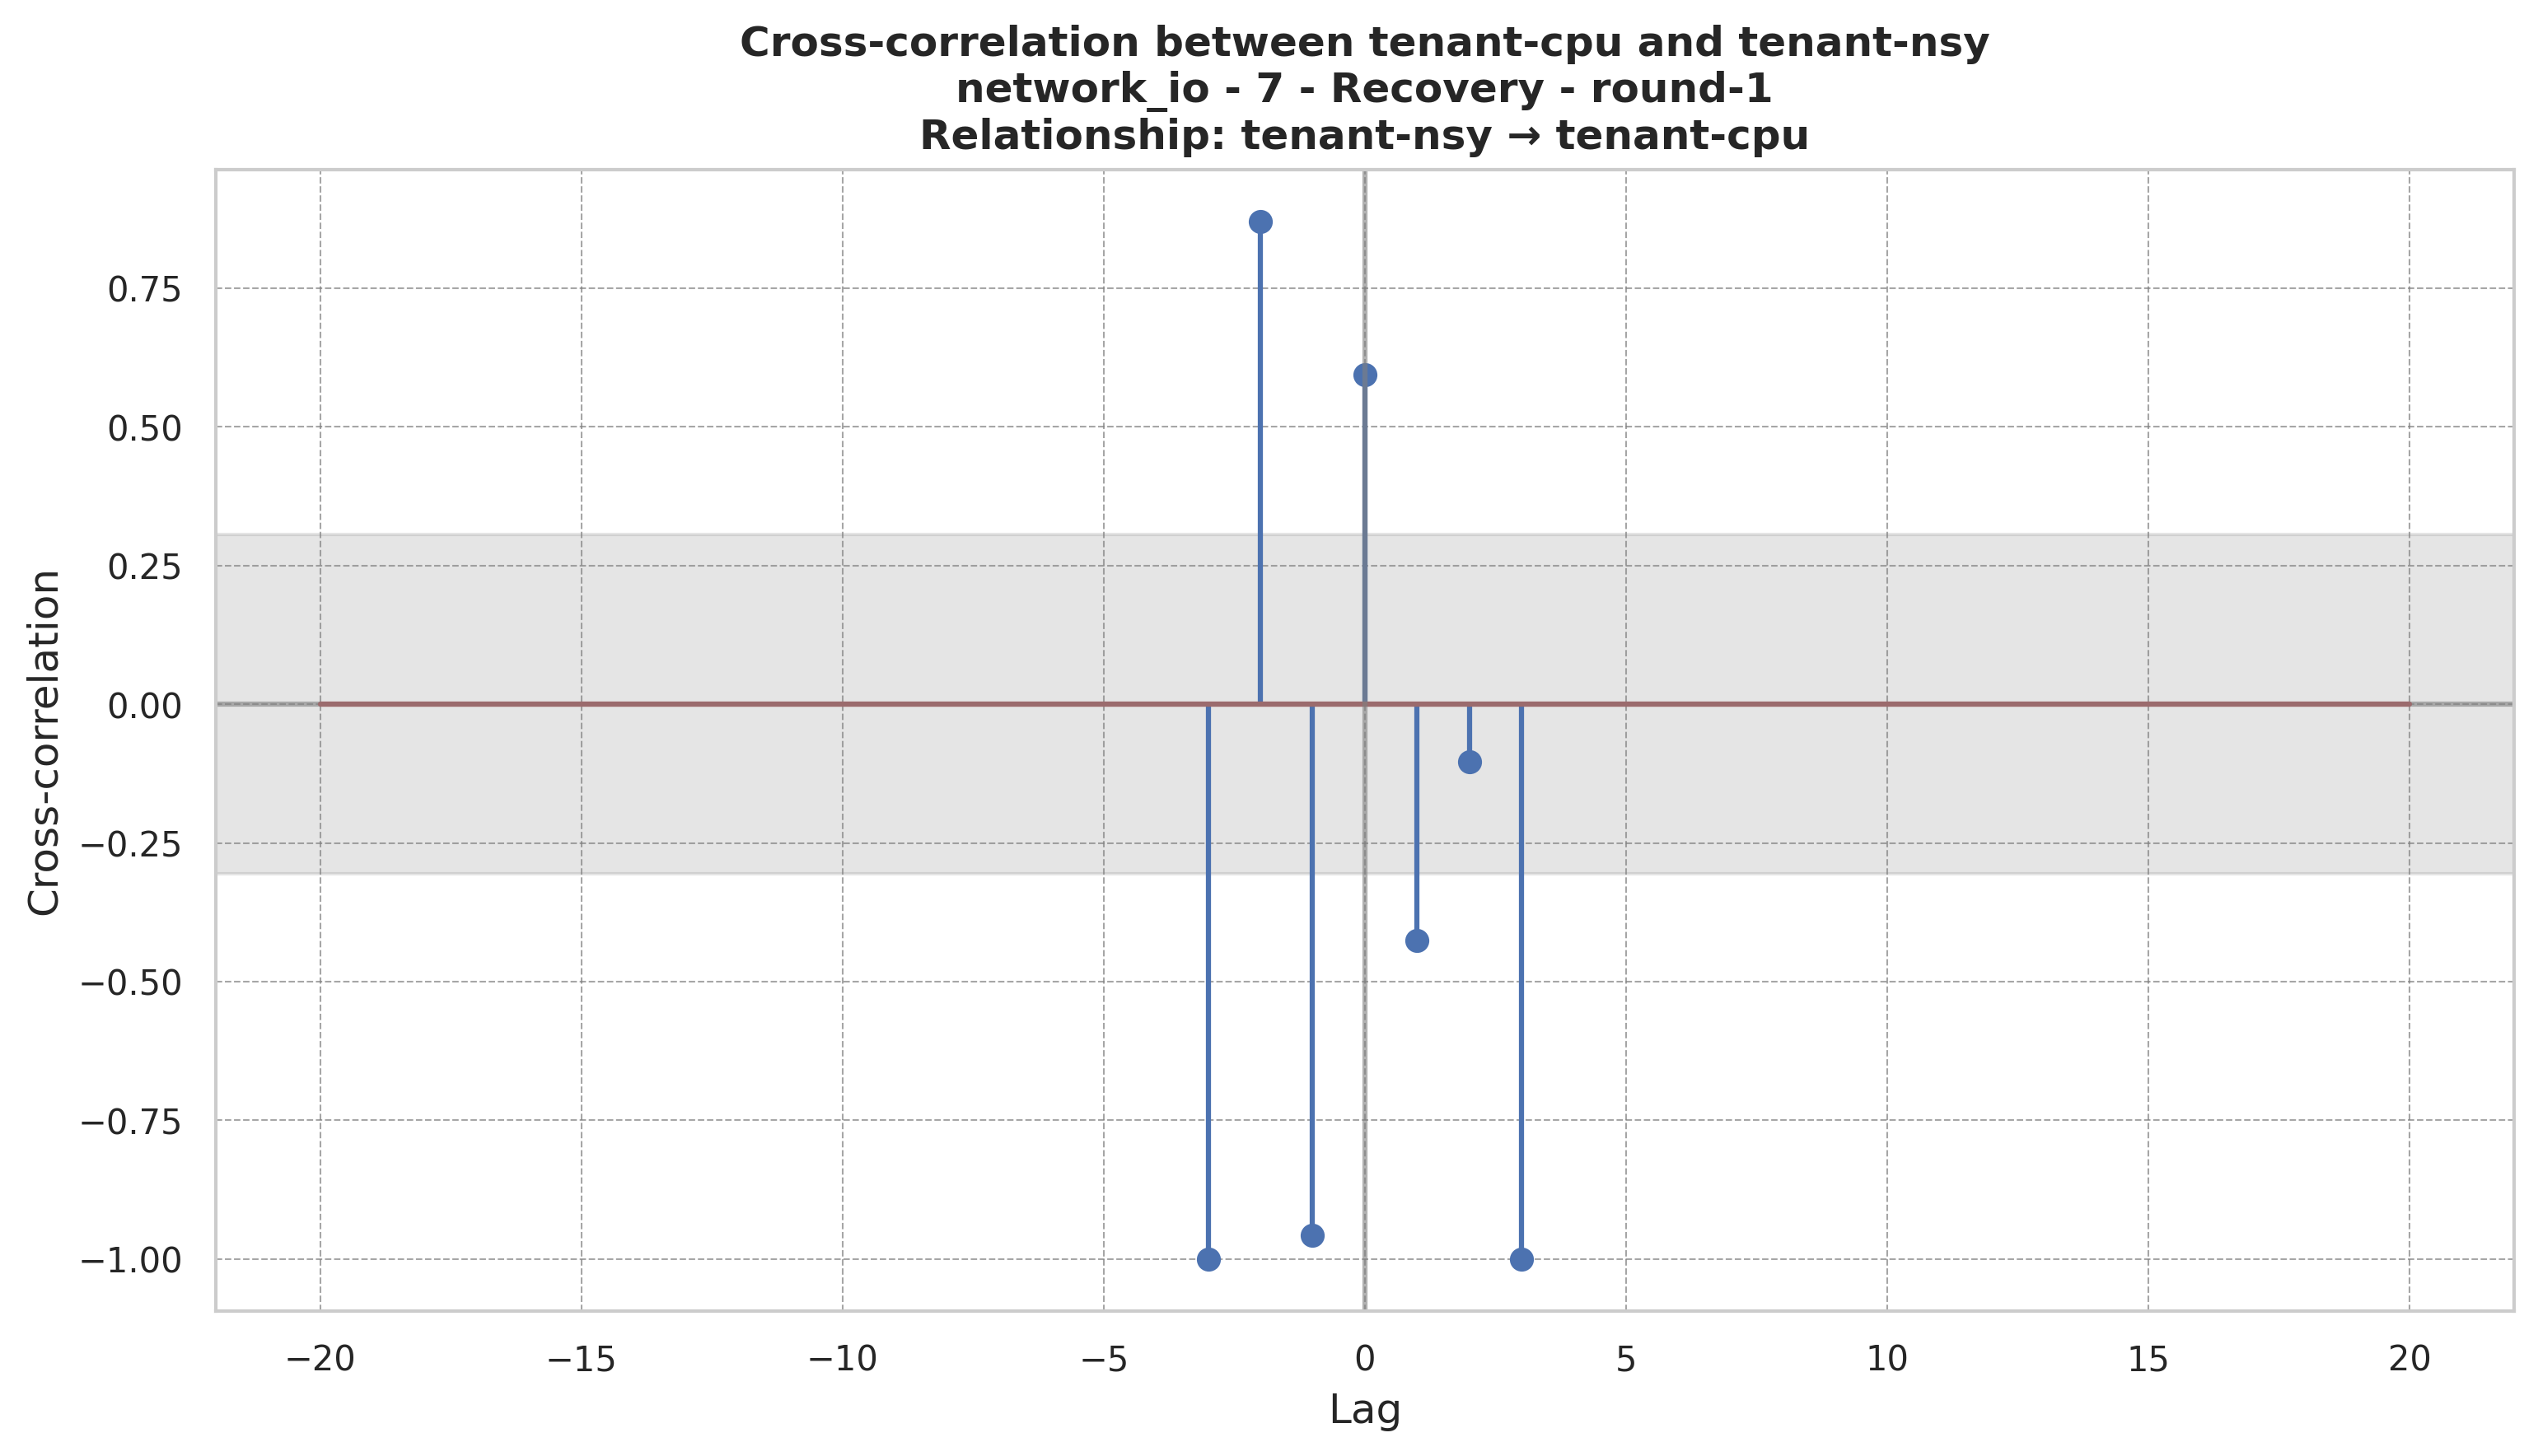 Cross-correlation between tenant-cpu and tenant-nsy
network_io - 7 - Recovery - round-1
Relationship: tenant-nsy → tenant-cpu
Cross-correlation
0.75
0.50
0.25
0.00
−0.25
−0.50
−0.75
−1.00
−20 −15 −10 −5 0 5 10 15 20
Lag